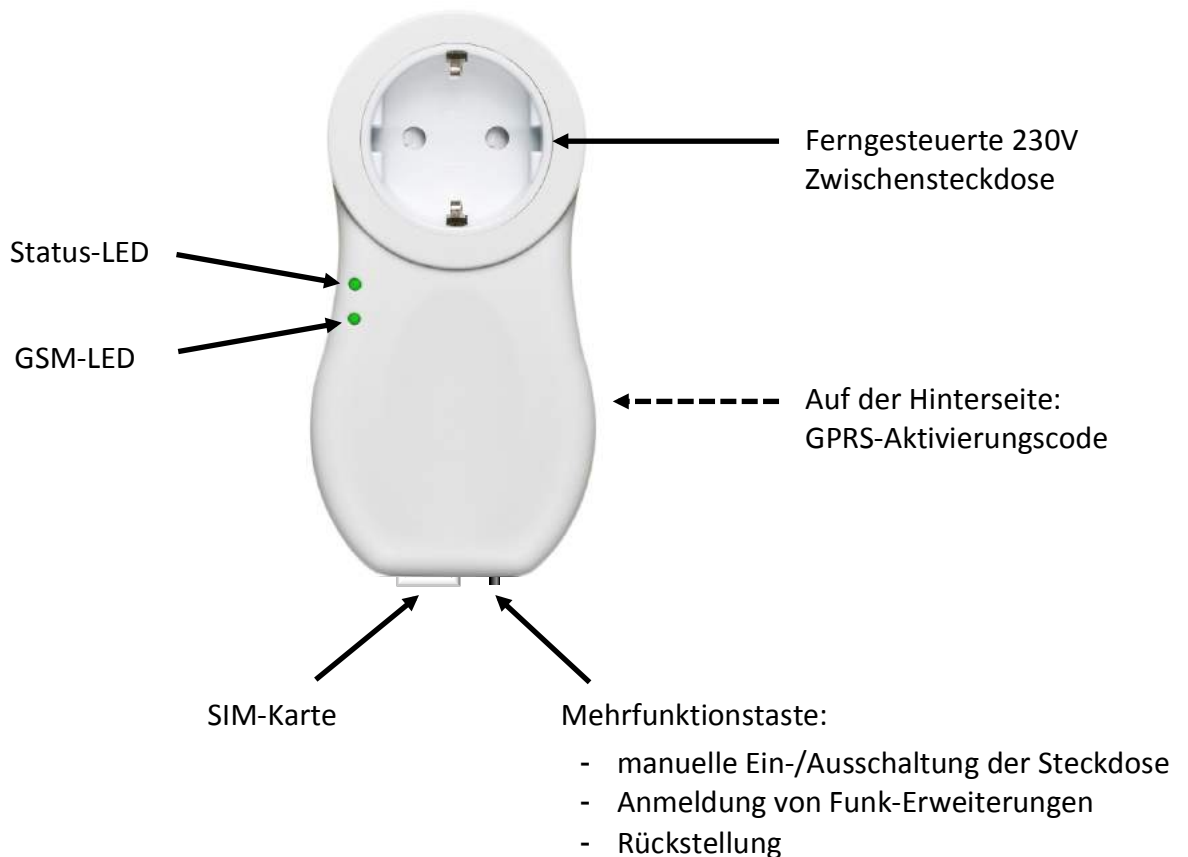 Ferngesteuerte 230V
Zwischensteckdose
Status-LED
GSM-LED
Auf der Hinterseite:
GPRS-Aktivierungscode
SIM-Karte
Mehrfunktionstaste:
- manuelle Ein-/Ausschaltung der Steckdose
- Anmeldung von Funk-Erweiterungen
- Rückstellung